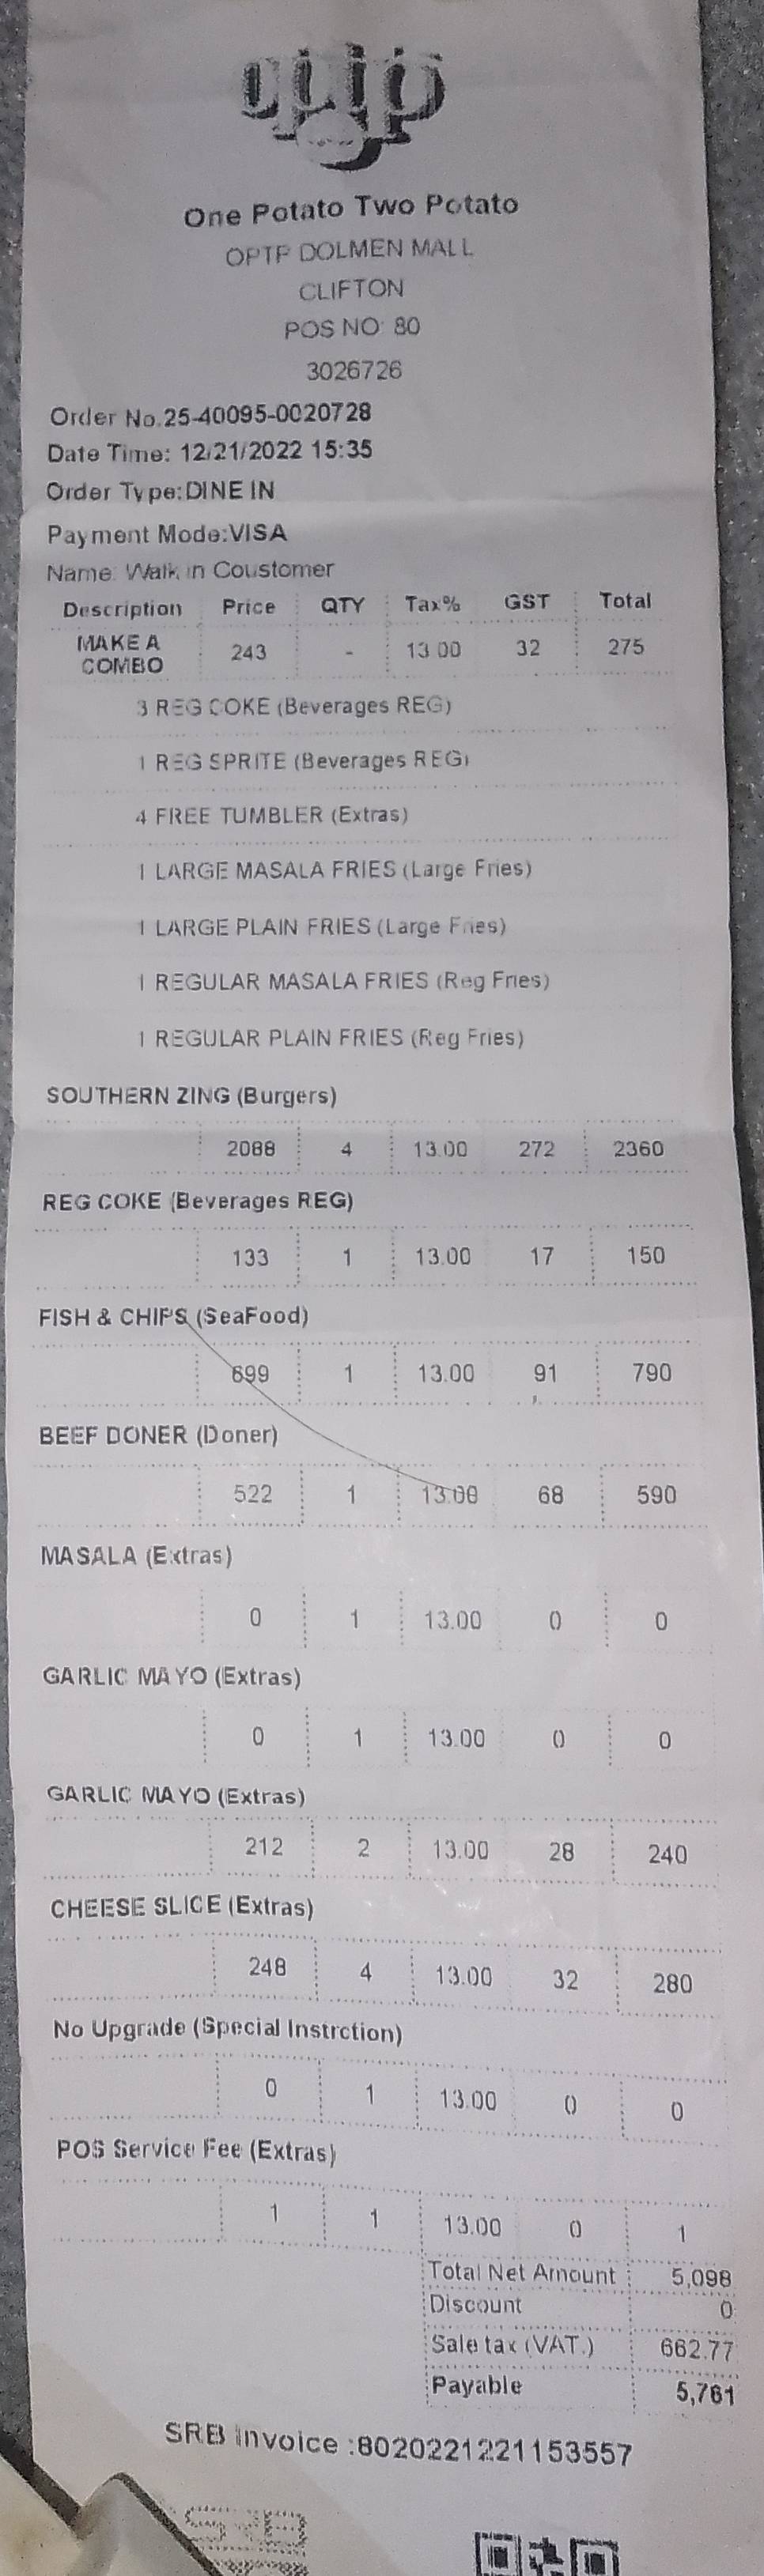 optp
One Potato Two Potato
OPTP DOLMEN MALL
CLIFTON
POS NO: 80
3026726
Order No.25-40095-0020728
Date Time: 12/21/2022 15:35
Order Type:DINE IN
Payment Mode:VISA
Name: Walk in Coustomer
Description Price QTY Tax% GST Total
MAKE A COMBO 243 - 13.00 32 275
3 REG COKE (Beverages REG)
1 REG SPRITE (Beverages REG)
4 FREE TUMBLER (Extras)
1 LARGE MASALA FRIES (Large Fries)
1 LARGE PLAIN FRIES (Large Fries)
1 REGULAR MASALA FRIES (Reg Fries)
1 REGULAR PLAIN FRIES (Reg Fries)
SOUTHERN ZING (Burgers)
2088 4 13.00 272 2360
REG COKE (Beverages REG)
133 1 13.00 17 150
FISH & CHIPS (SeaFood)
699 1 13.00 91 790
BEEF DONER (Doner)
522 1 13.00 68 590
MASALA (Extras)
0 1 13.00 0 0
GARLIC MAYO (Extras)
0 1 13.00 0 0
GARLIC MAYO (Extras)
212 2 13.00 28 240
CHEESE SLICE (Extras)
248 4 13.00 32 280
No Upgrade (Special Instrction)
0 1 13.00 0 0
POS Service Fee (Extras)
1 1 13.00 0 1
Total Net Amount 5,098
Discount 0
Sale tax (VAT.) 662.77
Payable 5,761
SRB Invoice :8020221221153557